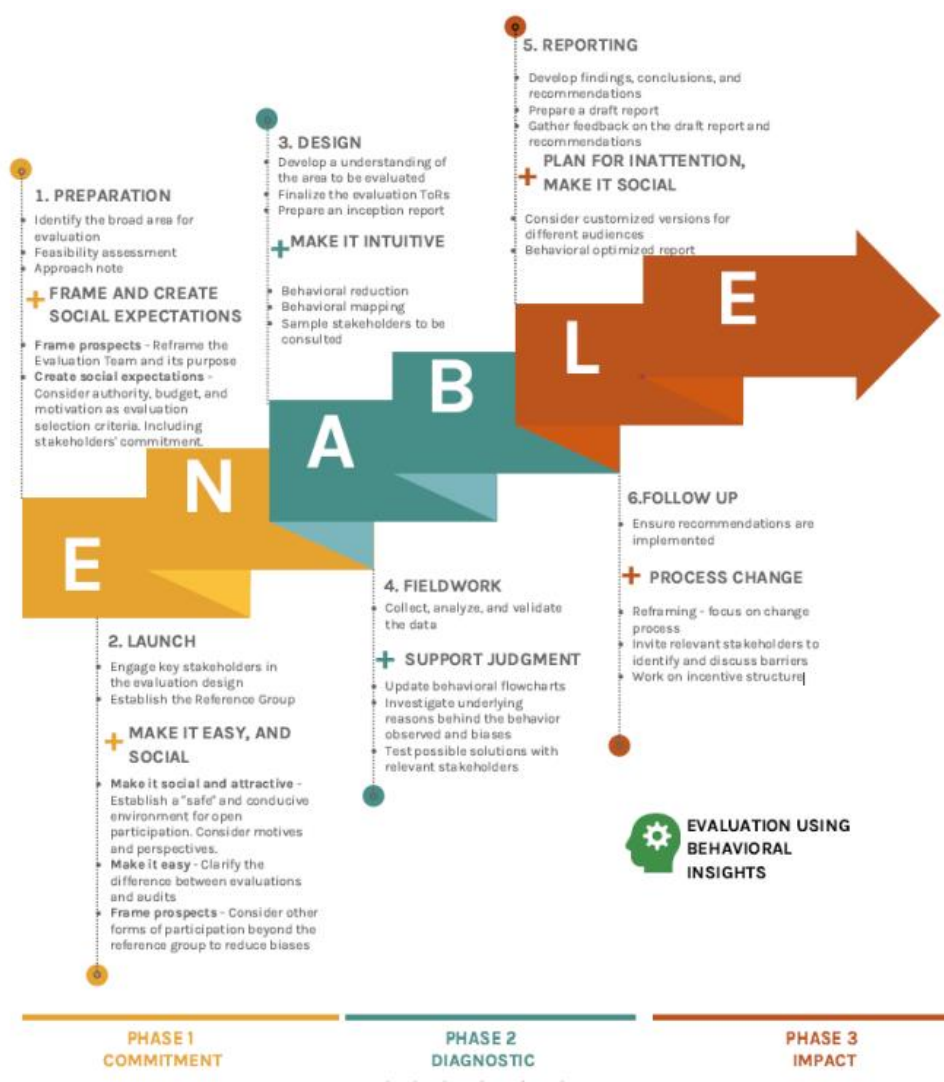 5. REPORTING
Develop findings, conclusions, and
recommendations
Prepare a draft report
Gather feedback on the draft report and
recommendations
PLAN FOR INATTENTION,
MAKE IT SOCIAL
Consider customized versions for
different audiences
Behavioral optimized report
3. DESIGN
Develop a understanding of
the area to be evaluated
Finalize the evaluation ToRs
Prepare an inception report
MAKE IT INTUITIVE
Behavioral reduction
Behavioral mapping
Sample stakeholders to be
consulted
1. PREPARATION
Identify the broad area for
evaluation
Feasibility assessment
Approach note
FRAME AND CREATE
SOCIAL EXPECTATIONS
Frame prospects - Reframe the
Evaluation Team and its purpose
Create social expectations -
Consider authority, budget, and
motivation as evaluation
selection criteria. Including
stakeholders' commitment.
E
N
A
B
L
E
2. LAUNCH
Engage key stakeholders in
the evaluation design
Establish the Reference Group
MAKE IT EASY, AND
SOCIAL
Make it social and attractive -
Establish a "safe" and conducive
environment for open
participation. Consider motives
and perspectives.
Make it easy - Clarify the
difference between evaluations
and audits
Frame prospects - Consider other
forms of participation beyond the
reference group to reduce biases
4. FIELDWORK
Collect, analyze, and validate
the data
SUPPORT JUDGMENT
Update behavioral flowcharts
Investigate underlying
reasons behind the behavior
observed and biases
Test possible solutions with
relevant stakeholders
6.FOLLOW UP
Ensure recommendations are
implemented
PROCESS CHANGE
Reframing - focus on change
process
Invite relevant stakeholders to
identify and discuss barriers
Work on incentive structure
EVALUATION USING
BEHAVIORAL
INSIGHTS
PHASE 1
COMMITMENT
PHASE 2
DIAGNOSTIC
PHASE 3
IMPACT